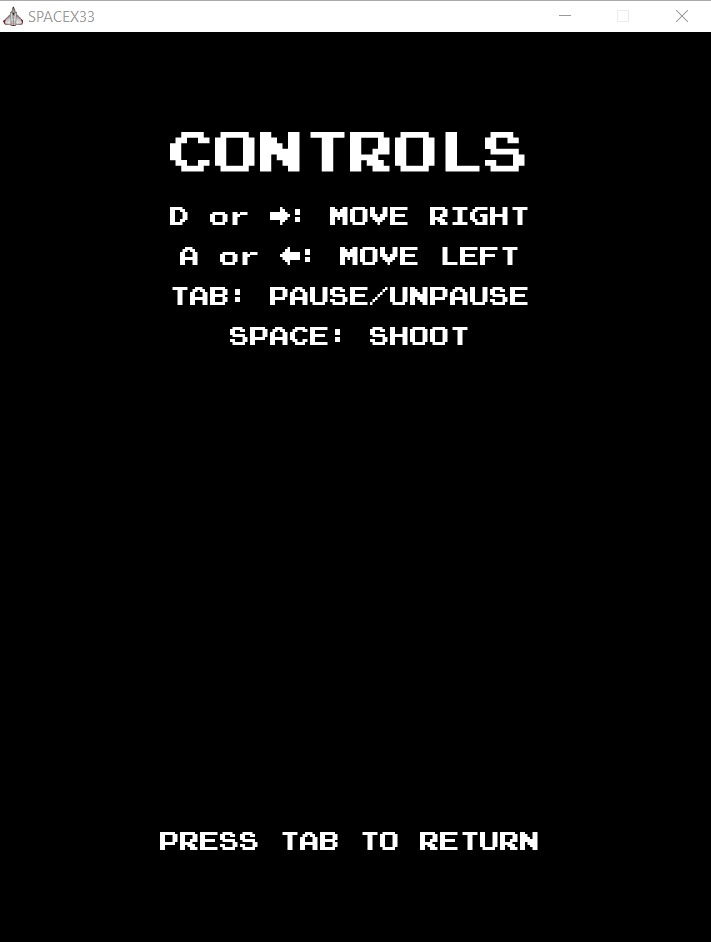 SPACEX33
CONTROLS
D or →: MOVE RIGHT
A or ←: MOVE LEFT
TAB: PAUSE/UNPAUSE
SPACE: SHOOT
PRESS TAB TO RETURN